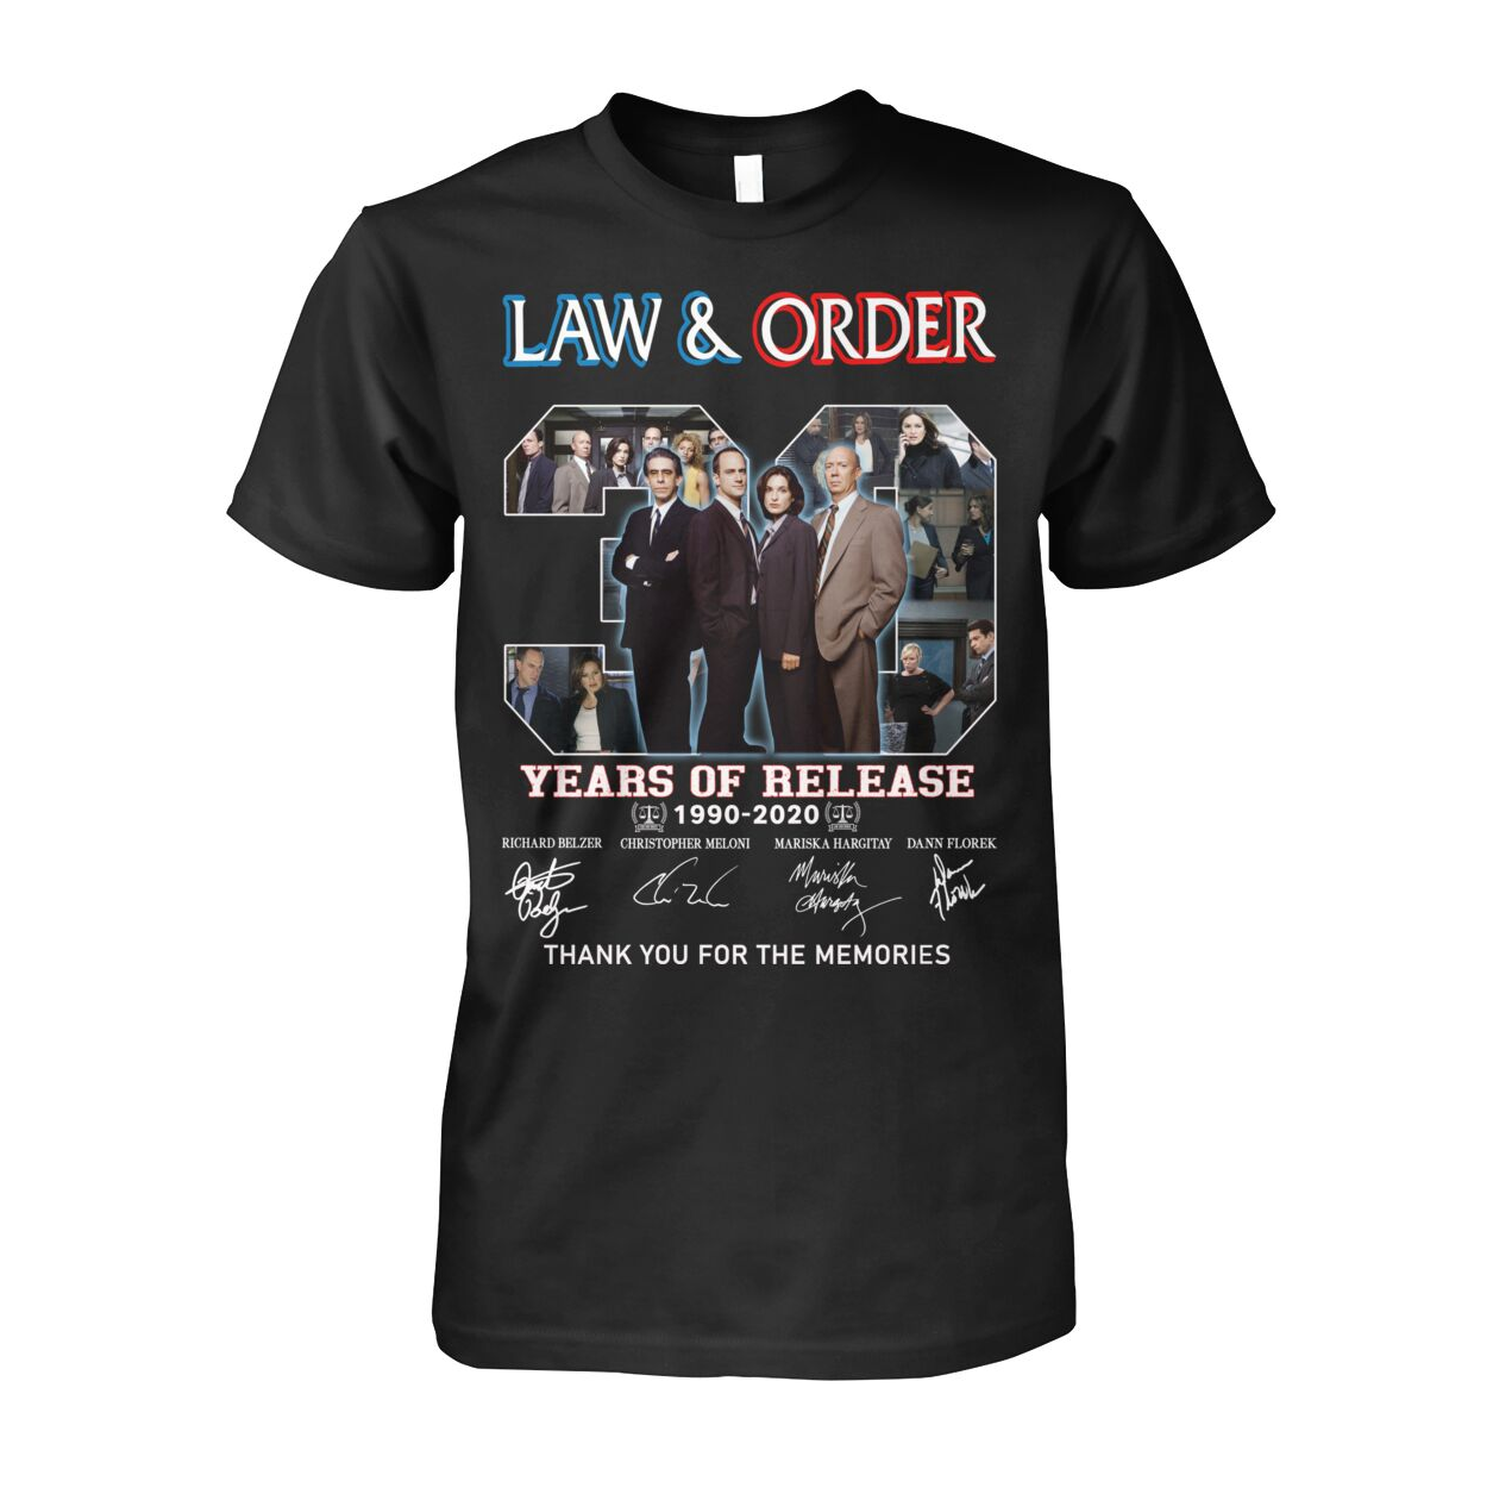 LAW & ORDER
30
YEARS OF RELEASE
1990-2020
RICHARD BELZER CHRISTOPHER MELONI MARISKA HARGITAY DANN FLOREK
THANK YOU FOR THE MEMORIES